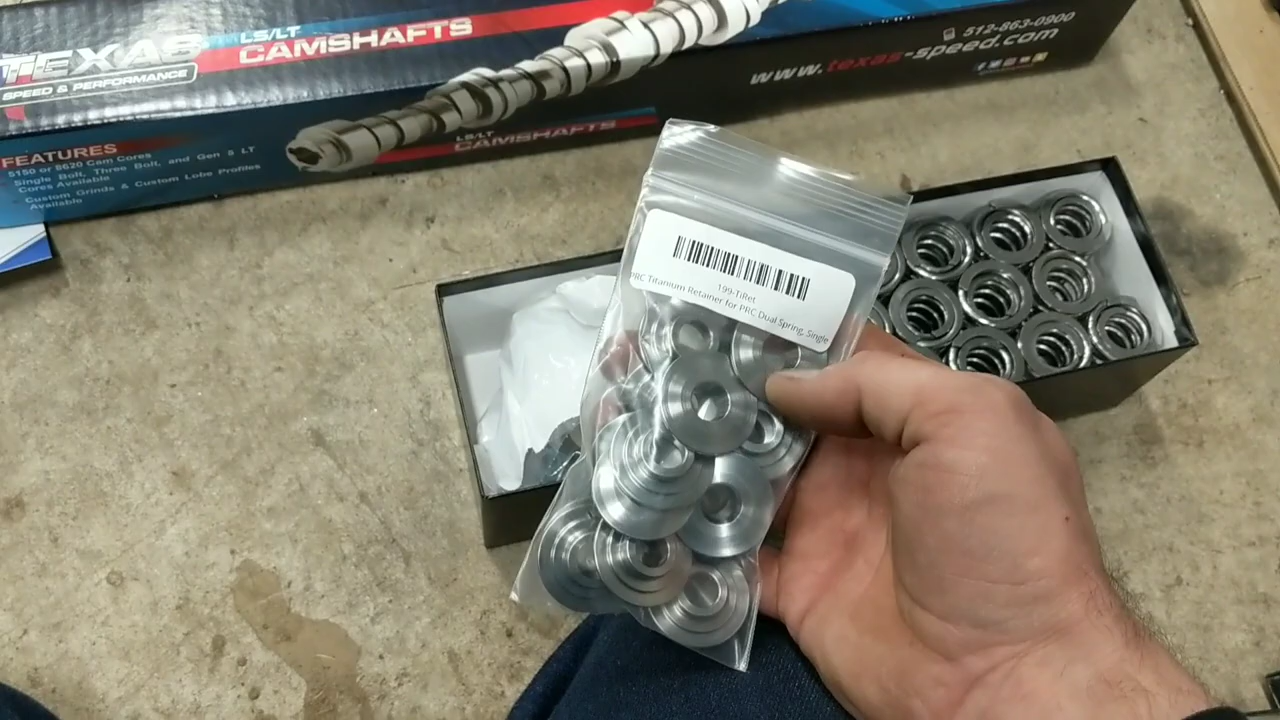 TEXAS
SPEED & PERFORMANCE
LS/LT
CAMSHAFTS
512-863-0900
www.texas-speed.com
LS/LT
CAMSHAFTS
FEATURES
5150 or 8620 Cam Cores
Single Bolt, Three Bolt, and Gen 5 LT
Cores Available
Custom Grinds & Custom Lobe Profiles
Available
199-TiRet
PRC Titanium Retainer for PRC Dual Spring, Single